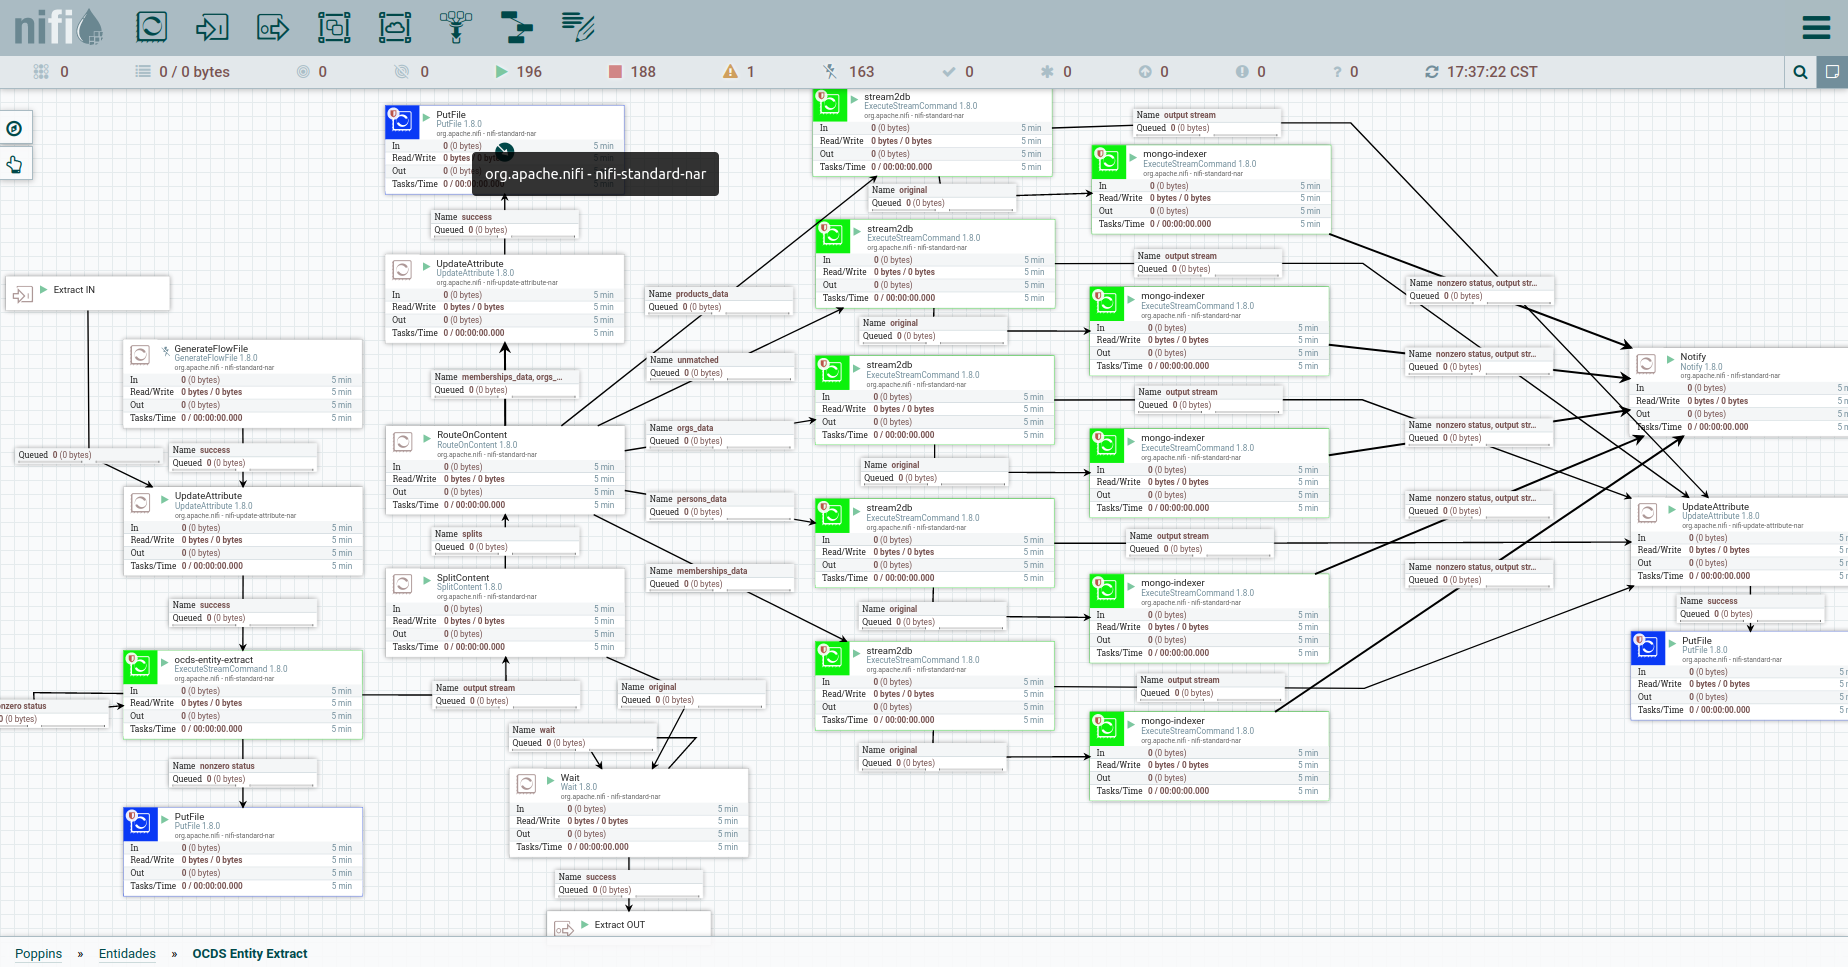 nifi
0
0 / 0 bytes
0
0
196
188
1
163
0
0
0
0
0
17:37:22 CST
PutFile
PutFile 1.8.0
org.apache.nifi - nifi-standard-nar
In 0 (0 bytes) 5 min
Read/Write 0 bytes
Out 0 (0 bytes)
Tasks/Time 0 / 00:00
org.apache.nifi - nifi-standard-nar
Name success
Queued 0 (0 bytes)
UpdateAttribute
UpdateAttribute 1.8.0
org.apache.nifi - nifi-update-attribute-nar
In 0 (0 bytes) 5 min
Read/Write 0 bytes / 0 bytes 5 min
Out 0 (0 bytes) 5 min
Tasks/Time 0 / 00:00:00.000 5 min
Name memberships_data, orgs_...
Queued 0 (0 bytes)
RouteOnContent
RouteOnContent 1.8.0
org.apache.nifi - nifi-standard-nar
In 0 (0 bytes) 5 min
Read/Write 0 bytes / 0 bytes 5 min
Out 0 (0 bytes) 5 min
Tasks/Time 0 / 00:00:00.000 5 min
Name splits
Queued 0 (0 bytes)
SplitContent
SplitContent 1.8.0
org.apache.nifi - nifi-standard-nar
In 0 (0 bytes) 5 min
Read/Write 0 bytes / 0 bytes 5 min
Out 0 (0 bytes) 5 min
Tasks/Time 0 / 00:00:00.000 5 min
Name output stream
Queued 0 (0 bytes)
Name original
Queued 0 (0 bytes)
Name wait
Queued 0 (0 bytes)
Wait
Wait 1.8.0
org.apache.nifi - nifi-standard-nar
In 0 (0 bytes) 5 min
Read/Write 0 bytes / 0 bytes 5 min
Out 0 (0 bytes) 5 min
Tasks/Time 0 / 00:00:00.000 5 min
Name success
Queued 0 (0 bytes)
Extract OUT
Extract IN
GenerateFlowFile
GenerateFlowFile 1.8.0
org.apache.nifi - nifi-standard-nar
In 0 (0 bytes) 5 min
Read/Write 0 bytes / 0 bytes 5 min
Out 0 (0 bytes) 5 min
Tasks/Time 0 / 00:00:00.000 5 min
Queued 0 (0 bytes)
Name success
Queued 0 (0 bytes)
UpdateAttribute
UpdateAttribute 1.8.0
org.apache.nifi - nifi-update-attribute-nar
In 0 (0 bytes) 5 min
Read/Write 0 bytes / 0 bytes 5 min
Out 0 (0 bytes) 5 min
Tasks/Time 0 / 00:00:00.000 5 min
Name success
Queued 0 (0 bytes)
ocds-entity-extract
ExecuteStreamCommand 1.8.0
org.apache.nifi - nifi-standard-nar
In 0 (0 bytes) 5 min
Read/Write 0 bytes / 0 bytes 5 min
Out 0 (0 bytes) 5 min
Tasks/Time 0 / 00:00:00.000 5 min
nzero status
0 (0 bytes)
Name nonzero status
Queued 0 (0 bytes)
PutFile
PutFile 1.8.0
org.apache.nifi - nifi-standard-nar
In 0 (0 bytes) 5 min
Read/Write 0 bytes / 0 bytes 5 min
Out 0 (0 bytes) 5 min
Tasks/Time 0 / 00:00:00.000 5 min
Name products_data
Queued 0 (0 bytes)
Name unmatched
Queued 0 (0 bytes)
Name orgs_data
Queued 0 (0 bytes)
Name persons_data
Queued 0 (0 bytes)
Name memberships_data
Queued 0 (0 bytes)
stream2db
ExecuteStreamCommand 1.8.0
org.apache.nifi - nifi-standard-nar
In 0 (0 bytes) 5 min
Read/Write 0 bytes / 0 bytes 5 min
Out 0 (0 bytes) 5 min
Tasks/Time 0 / 00:00:00.000 5 min
Name original
Queued 0 (0 bytes)
stream2db
ExecuteStreamCommand 1.8.0
org.apache.nifi - nifi-standard-nar
In 0 (0 bytes) 5 min
Read/Write 0 bytes / 0 bytes 5 min
Out 0 (0 bytes) 5 min
Tasks/Time 0 / 00:00:00.000 5 min
Name original
Queued 0 (0 bytes)
stream2db
ExecuteStreamCommand 1.8.0
org.apache.nifi - nifi-standard-nar
In 0 (0 bytes) 5 min
Read/Write 0 bytes / 0 bytes 5 min
Out 0 (0 bytes) 5 min
Tasks/Time 0 / 00:00:00.000 5 min
Name original
Queued 0 (0 bytes)
stream2db
ExecuteStreamCommand 1.8.0
org.apache.nifi - nifi-standard-nar
In 0 (0 bytes) 5 min
Read/Write 0 bytes / 0 bytes 5 min
Out 0 (0 bytes) 5 min
Tasks/Time 0 / 00:00:00.000 5 min
Name original
Queued 0 (0 bytes)
stream2db
ExecuteStreamCommand 1.8.0
org.apache.nifi - nifi-standard-nar
In 0 (0 bytes) 5 min
Read/Write 0 bytes / 0 bytes 5 min
Out 0 (0 bytes) 5 min
Tasks/Time 0 / 00:00:00.000 5 min
Name original
Queued 0 (0 bytes)
Name output stream
Queued 0 (0 bytes)
mongo-indexer
ExecuteStreamCommand 1.8.0
org.apache.nifi - nifi-standard-nar
In 0 (0 bytes) 5 min
Read/Write 0 bytes / 0 bytes 5 min
Out 0 (0 bytes) 5 min
Tasks/Time 0 / 00:00:00.000 5 min
Name output stream
Queued 0 (0 bytes)
mongo-indexer
ExecuteStreamCommand 1.8.0
org.apache.nifi - nifi-standard-nar
In 0 (0 bytes) 5 min
Read/Write 0 bytes / 0 bytes 5 min
Out 0 (0 bytes) 5 min
Tasks/Time 0 / 00:00:00.000 5 min
Name output stream
Queued 0 (0 bytes)
mongo-indexer
ExecuteStreamCommand 1.8.0
org.apache.nifi - nifi-standard-nar
In 0 (0 bytes) 5 min
Read/Write 0 bytes / 0 bytes 5 min
Out 0 (0 bytes) 5 min
Tasks/Time 0 / 00:00:00.000 5 min
Name output stream
Queued 0 (0 bytes)
mongo-indexer
ExecuteStreamCommand 1.8.0
org.apache.nifi - nifi-standard-nar
In 0 (0 bytes) 5 min
Read/Write 0 bytes / 0 bytes 5 min
Out 0 (0 bytes) 5 min
Tasks/Time 0 / 00:00:00.000 5 min
Name output stream
Queued 0 (0 bytes)
mongo-indexer
ExecuteStreamCommand 1.8.0
org.apache.nifi - nifi-standard-nar
In 0 (0 bytes) 5 min
Read/Write 0 bytes / 0 bytes 5 min
Out 0 (0 bytes) 5 min
Tasks/Time 0 / 00:00:00.000 5 min
Name nonzero status, output str...
Queued 0 (0 bytes)
Name nonzero status, output str...
Queued 0 (0 bytes)
Name nonzero status, output str...
Queued 0 (0 bytes)
Name nonzero status, output str...
Queued 0 (0 bytes)
Name nonzero status, output str...
Queued 0 (0 bytes)
Notify
Notify 1.8.0
org.apache.nifi - nifi-standard-nar
In 0 (0 bytes) 5 m
Read/Write 0 bytes / 0 bytes 5 m
Out 0 (0 bytes) 5 m
Tasks/Time 0 / 00:00:00.000 5 m
UpdateAttribute
UpdateAttribute 1.8.0
org.apache.nifi - nifi-update-attribute-nar
In 0 (0 bytes) 5 r
Read/Write 0 bytes / 0 bytes 5 r
Out 0 (0 bytes) 5 r
Tasks/Time 0 / 00:00:00.000 5 r
Name success
Queued 0 (0 bytes)
PutFile
PutFile 1.8.0
org.apache.nifi - nifi-standard-nar
In 0 (0 bytes) 5 r
Read/Write 0 bytes / 0 bytes 5 r
Out 0 (0 bytes) 5 r
Tasks/Time 0 / 00:00:00.000 5 r
Poppins » Entidades » OCDS Entity Extract